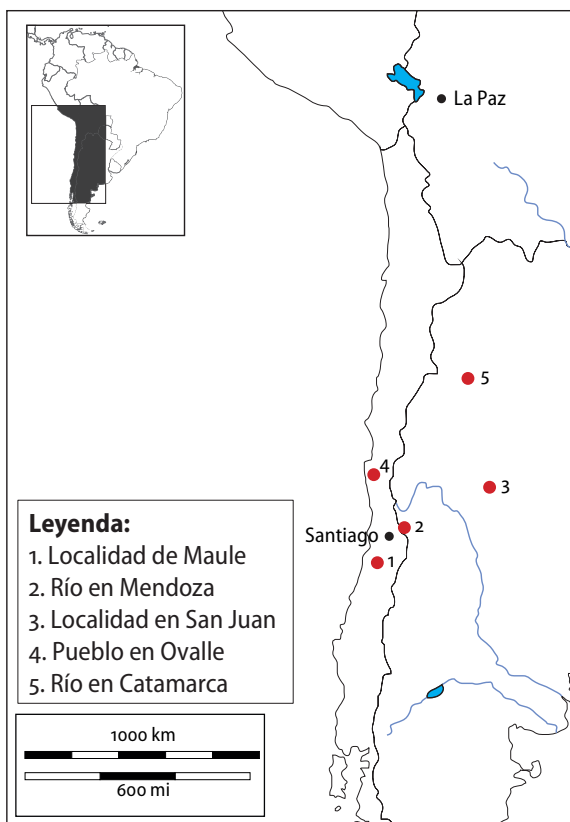 La Paz
5
4
3
Santiago
2
1
Leyenda:
1. Localidad de Maule
2. Río en Mendoza
3. Localidad en San Juan
4. Pueblo en Ovalle
5. Río en Catamarca
1000 km
600 mi